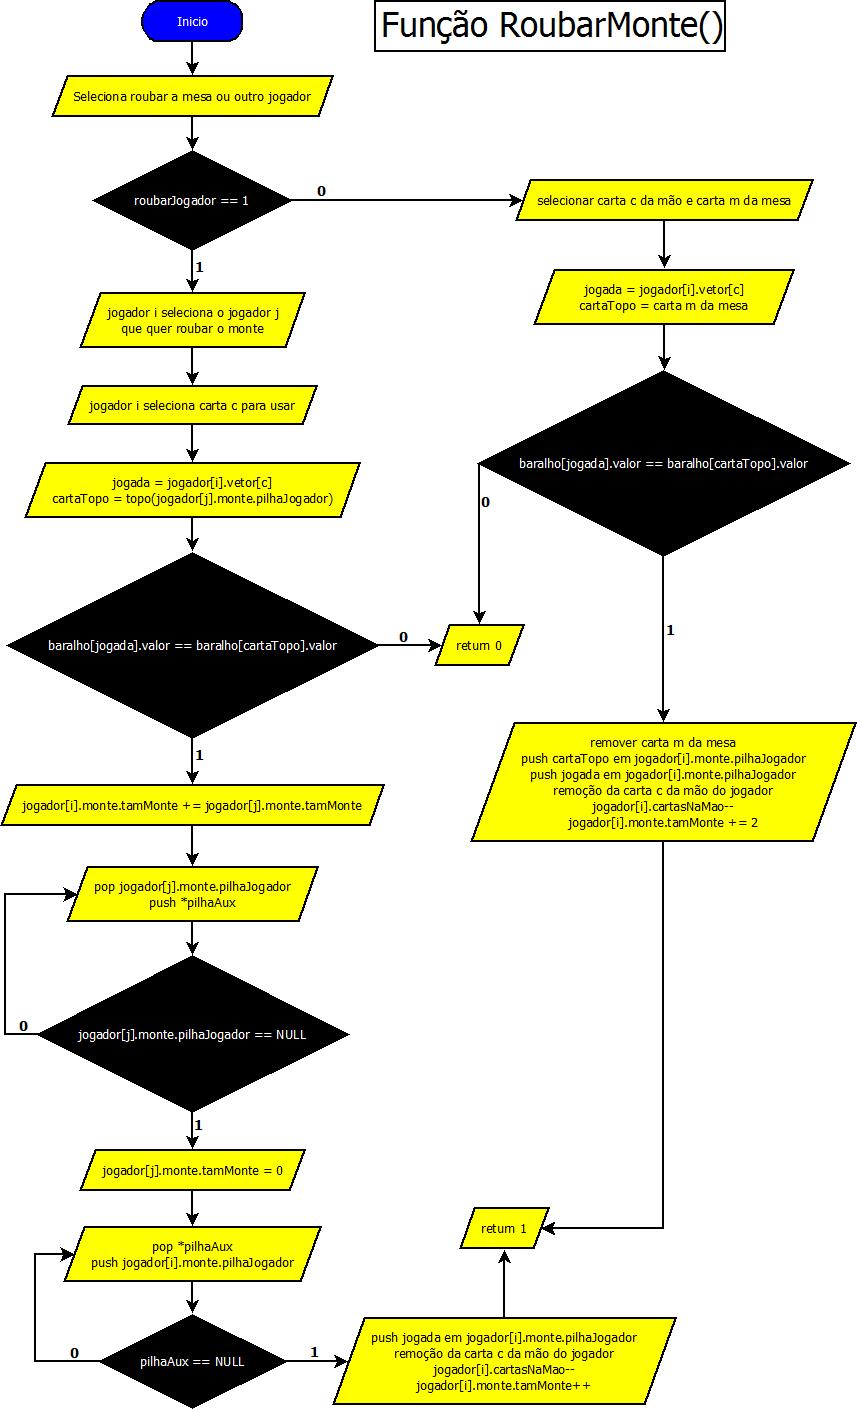 Função RoubarMonte()
Inicio
Seleciona roubar a mesa ou outro jogador
roubarJogador == 1
0
1
selecionar carta c da mão e carta m da mesa
jogada = jogador[i].vetor[c]
cartaTopo = carta m da mesa
baralho[jogada].valor == baralho[cartaTopo].valor
0
1
jogador i seleciona o jogador j
que quer roubar o monte
jogador i seleciona carta c para usar
jogada = jogador[i].vetor[c]
cartaTopo = topo(jogador[j].monte.pilhaJogador)
baralho[jogada].valor == baralho[cartaTopo].valor
0
return 0
1
remover carta m da mesa
push cartaTopo em jogador[i].monte.pilhaJogador
push jogada em jogador[i].monte.pilhaJogador
remoção da carta c da mão do jogador
jogador[i].cartasNaMao--
jogador[i].monte.tamMonte += 2
jogador[i].monte.tamMonte += jogador[j].monte.tamMonte
pop jogador[j].monte.pilhaJogador
push *pilhaAux
jogador[j].monte.pilhaJogador == NULL
0
1
jogador[j].monte.tamMonte = 0
pop *pilhaAux
push jogador[i].monte.pilhaJogador
pilhaAux == NULL
0
1
push jogada em jogador[i].monte.pilhaJogador
remoção da carta c da mão do jogador
jogador[i].cartasNaMao--
jogador[i].monte.tamMonte++
return 1